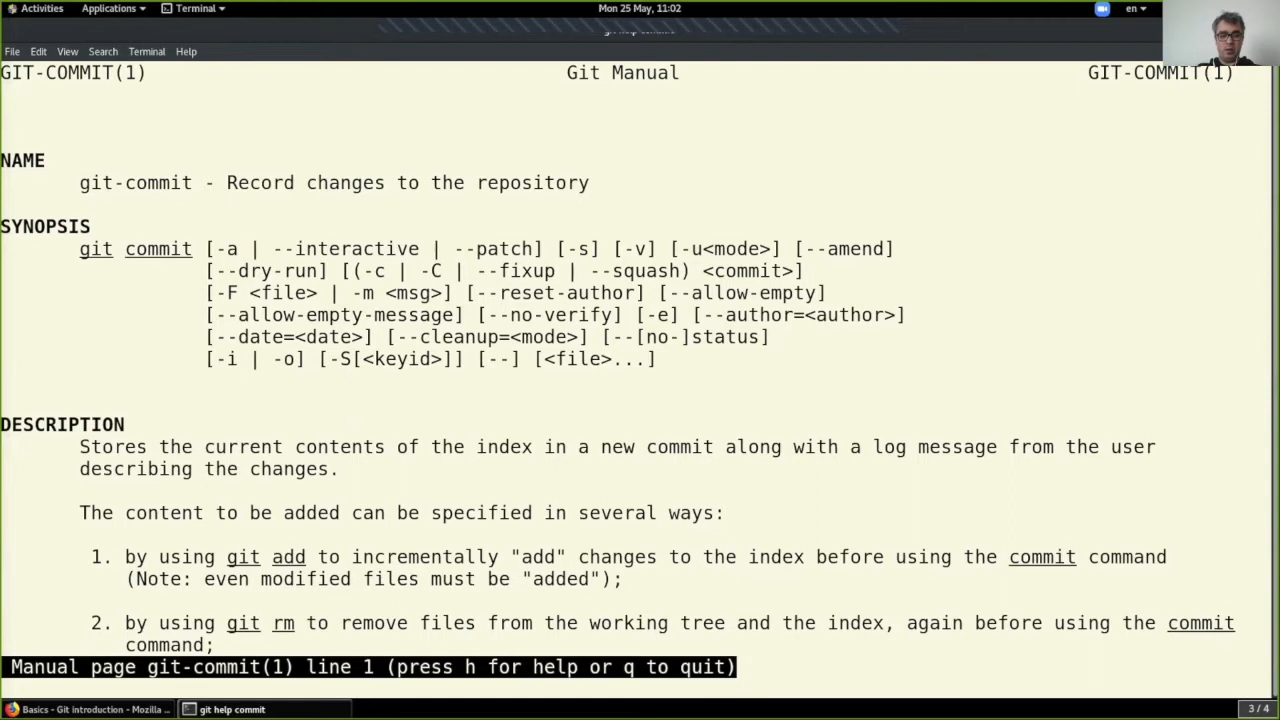 Activities Applications Terminal Mon 25 May, 11:02 en
File Edit View Search Terminal Help
GIT-COMMIT(1) Git Manual GIT-COMMIT(1)
NAME
git-commit - Record changes to the repository
SYNOPSIS
git commit [-a | --interactive | --patch] [-s] [-v] [-u<mode>] [--amend]
[--dry-run] [(-c | -C | --fixup | --squash) <commit>]
[-F <file> | -m <msg>] [--reset-author] [--allow-empty]
[--allow-empty-message] [--no-verify] [-e] [--author=<author>]
[--date=<date>] [--cleanup=<mode>] [--[no-]status]
[-i | -o] [-S[<keyid>]] [--] [<file>...]
DESCRIPTION
Stores the current contents of the index in a new commit along with a log message from the user
describing the changes.
The content to be added can be specified in several ways:
1. by using git add to incrementally "add" changes to the index before using the commit command
(Note: even modified files must be "added");
2. by using git rm to remove files from the working tree and the index, again before using the commit
command;
Manual page git-commit(1) line 1 (press h for help or q to quit)
Basics - Git introduction - Mozilla ... git help commit 3 / 4